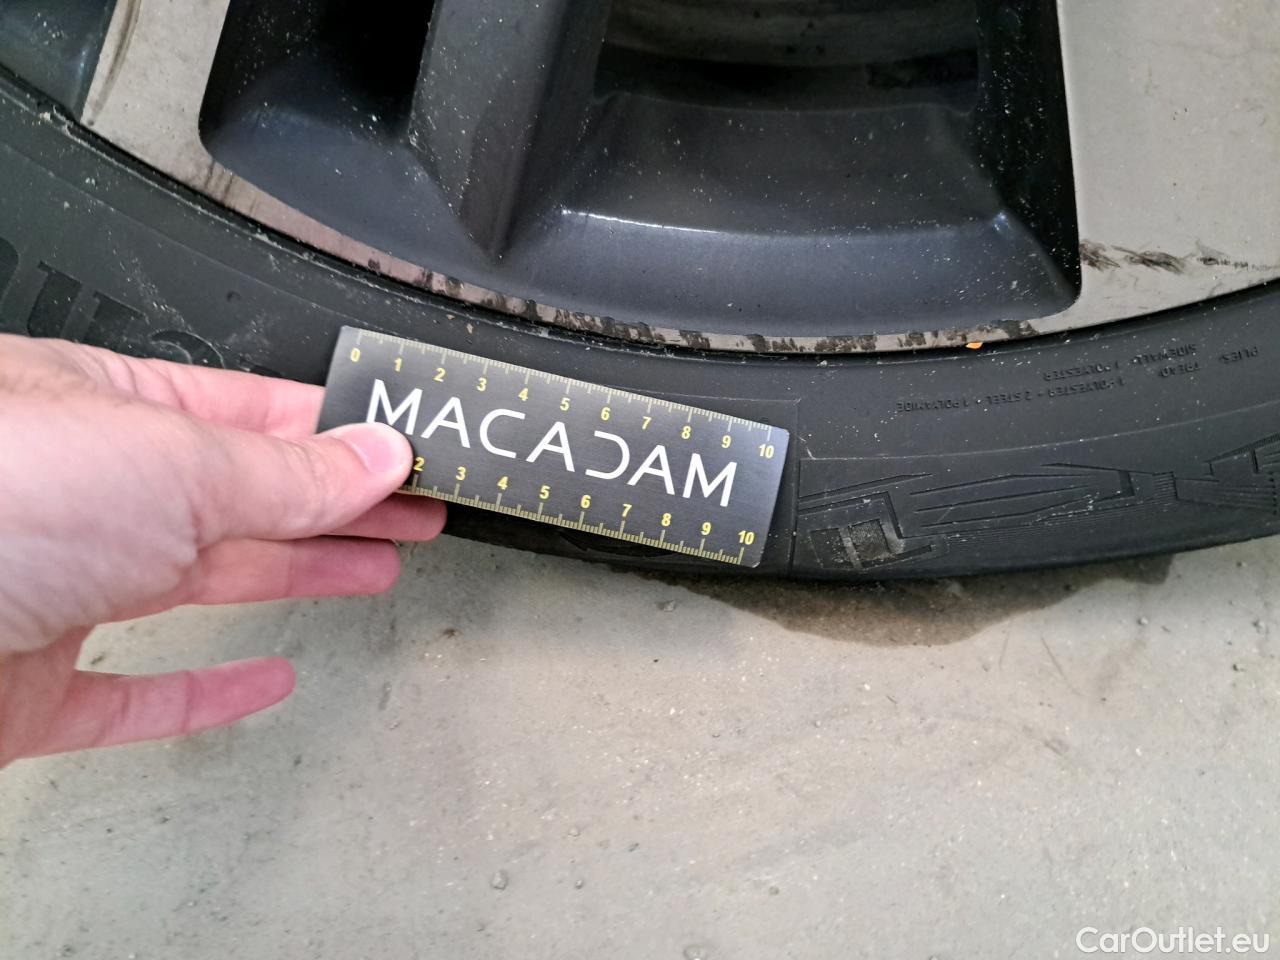 PLIES:
TREAD 1 POLYESTER + 2 STEEL + 1 POLYAMIDE
SIDEWALL: 1 POLYESTER
0 1 2 3 4 5 6 7 8 9 10
MACADAM
2 3 4 5 6 7 8 9 10
CarOutlet.eu